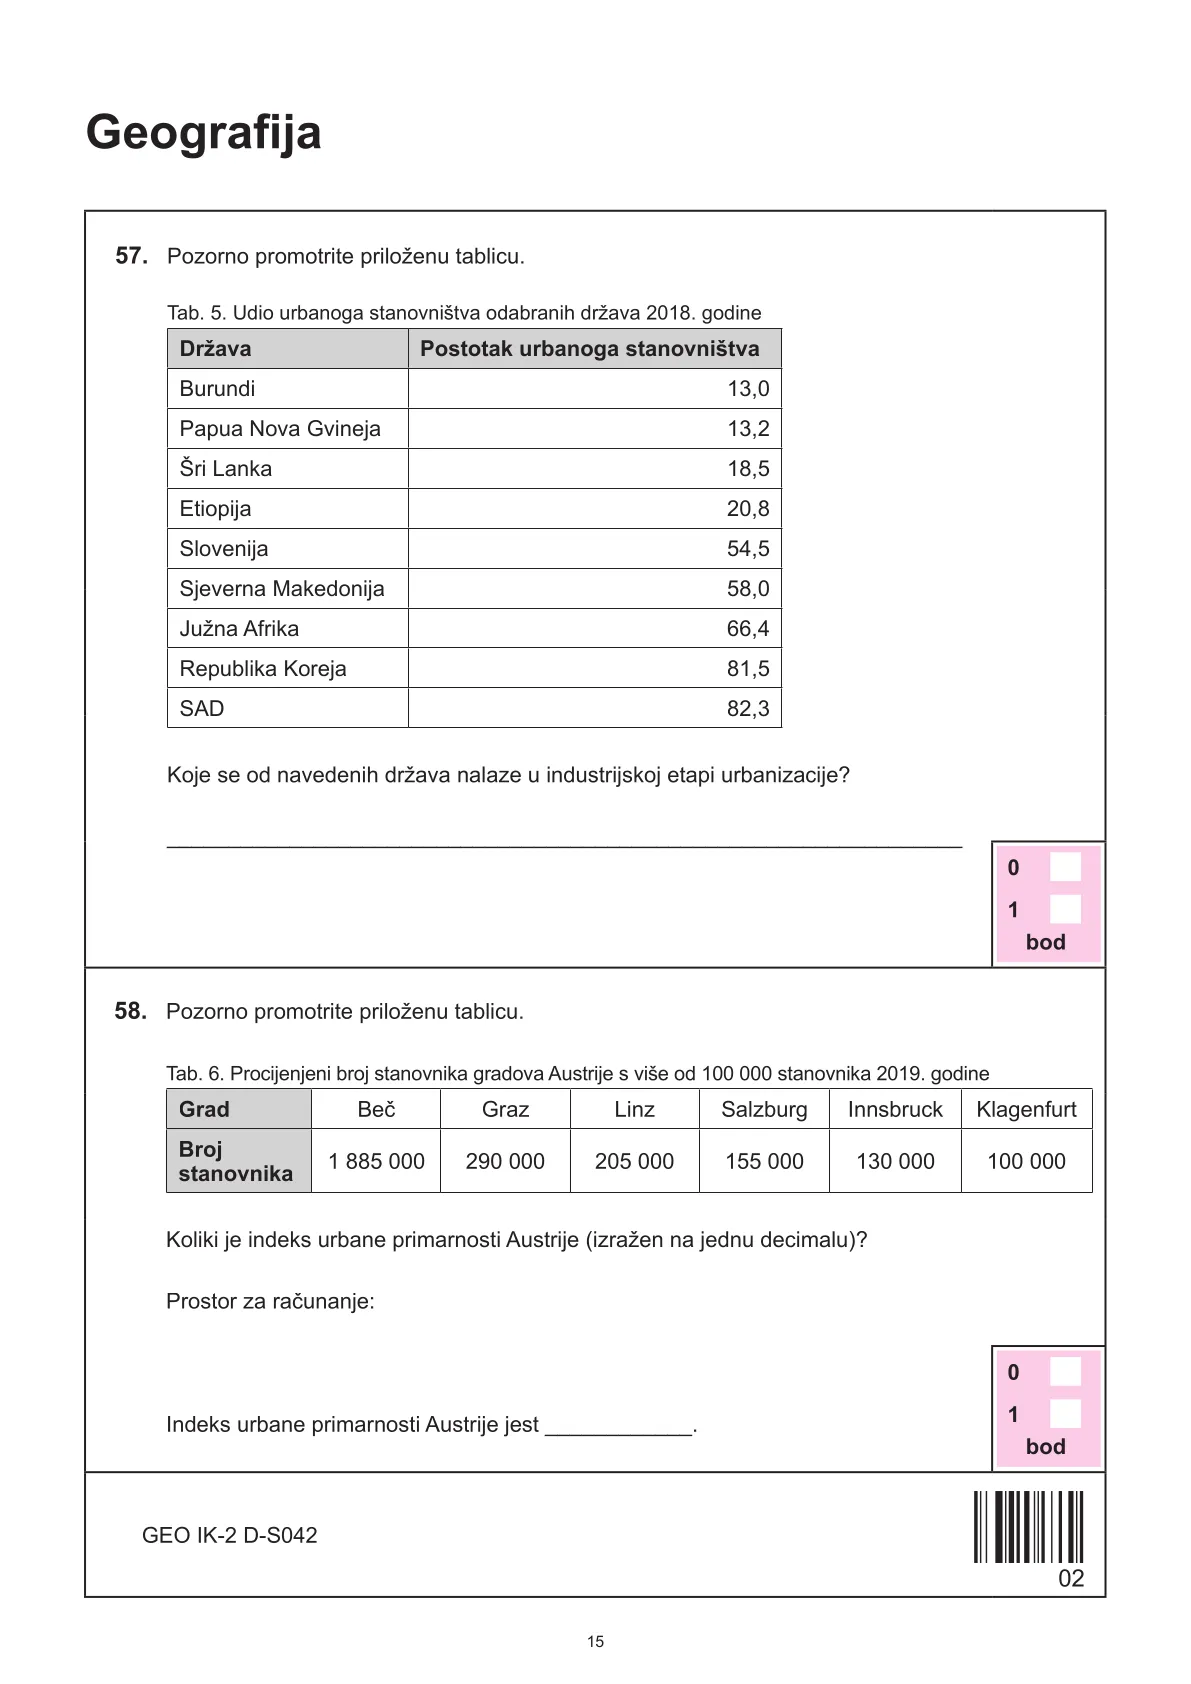 Geografija
57. Pozorno promotrite priloženu tablicu.
Tab. 5. Udio urbanoga stanovništva odabranih država 2018. godine
Država Postotak urbanoga stanovništva
Burundi 13,0
Papua Nova Gvineja 13,2
Šri Lanka 18,5
Etiopija 20,8
Slovenija 54,5
Sjeverna Makedonija 58,0
Južna Afrika 66,4
Republika Koreja 81,5
SAD 82,3
Koje se od navedenih država nalaze u industrijskoj etapi urbanizacije?
0
1
bod
58. Pozorno promotrite priloženu tablicu.
Tab. 6. Procijenjeni broj stanovnika gradova Austrije s više od 100 000 stanovnika 2019. godine
Grad Beč Graz Linz Salzburg Innsbruck Klagenfurt
Broj
stanovnika 1 885 000 290 000 205 000 155 000 130 000 100 000
Koliki je indeks urbane primarnosti Austrije (izražen na jednu decimalu)?
Prostor za računanje:
Indeks urbane primarnosti Austrije jest ____________.
0
1
bod
GEO IK-2 D-S042
02
15